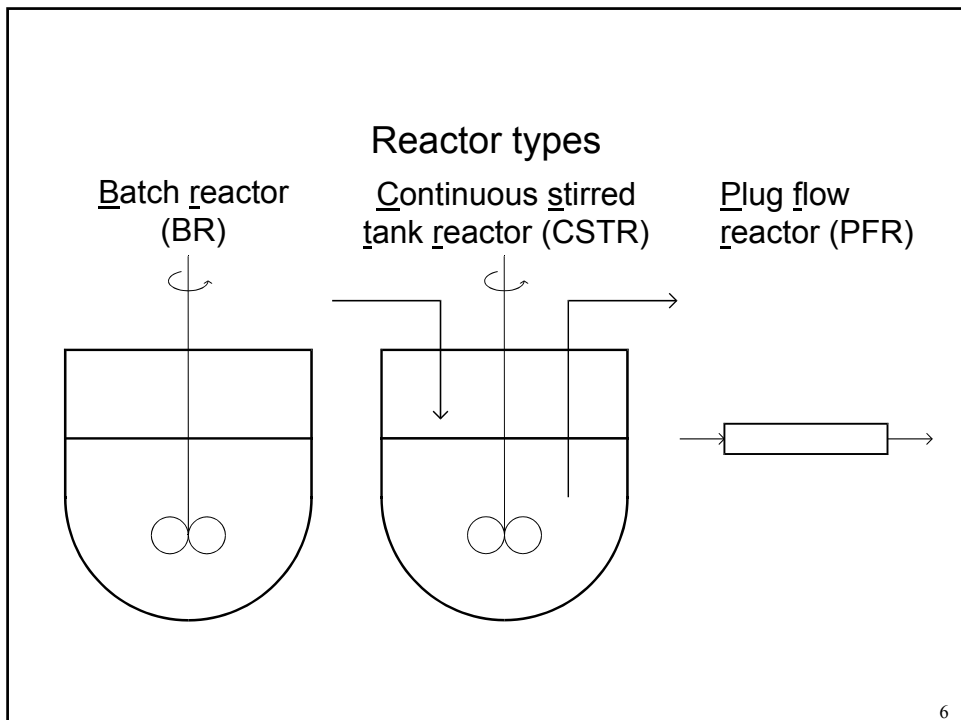 Reactor types
Batch reactor
(BR)
Continuous stirred
tank reactor (CSTR)
Plug flow
reactor (PFR)
6